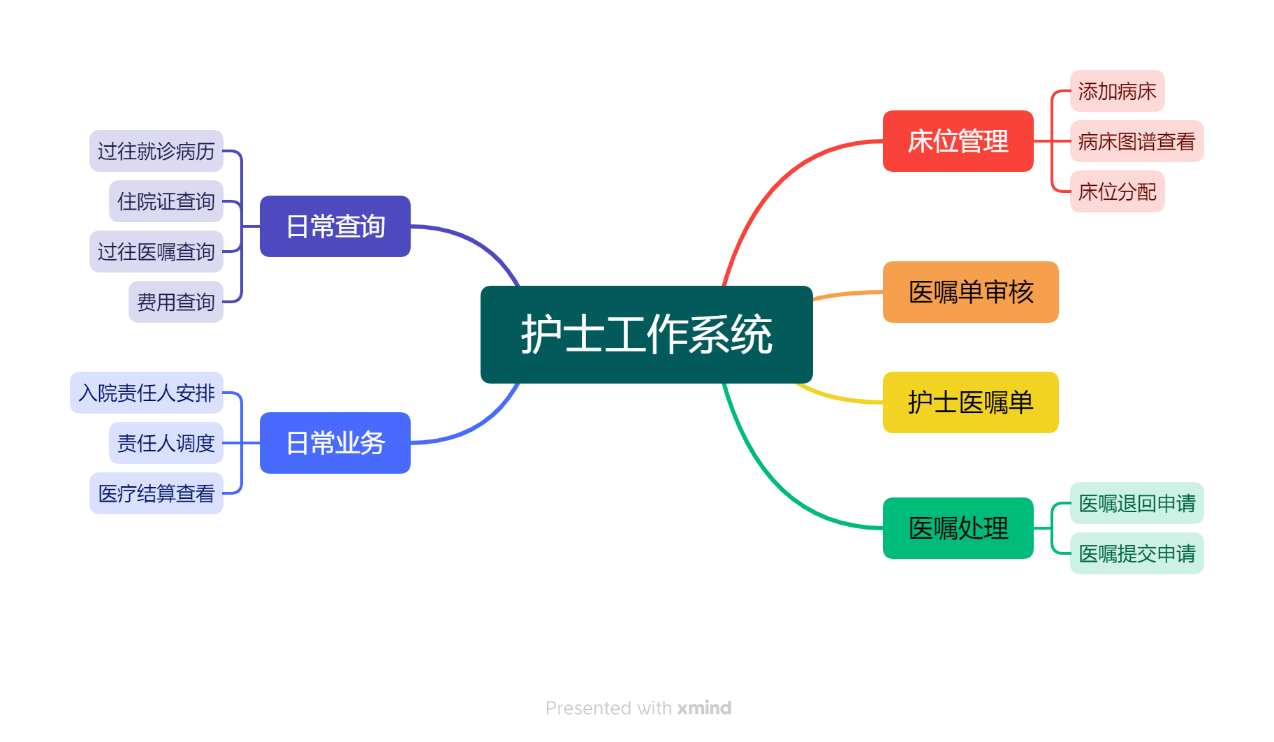 护士工作系统
床位管理
添加病床
病床图谱查看
床位分配
医嘱单审核
护士医嘱单
医嘱处理
医嘱退回申请
医嘱提交申请
日常查询
过往就诊病历
住院证查询
过往医嘱查询
费用查询
日常业务
入院责任人安排
责任人调度
医疗结算查看
Presented with xmind